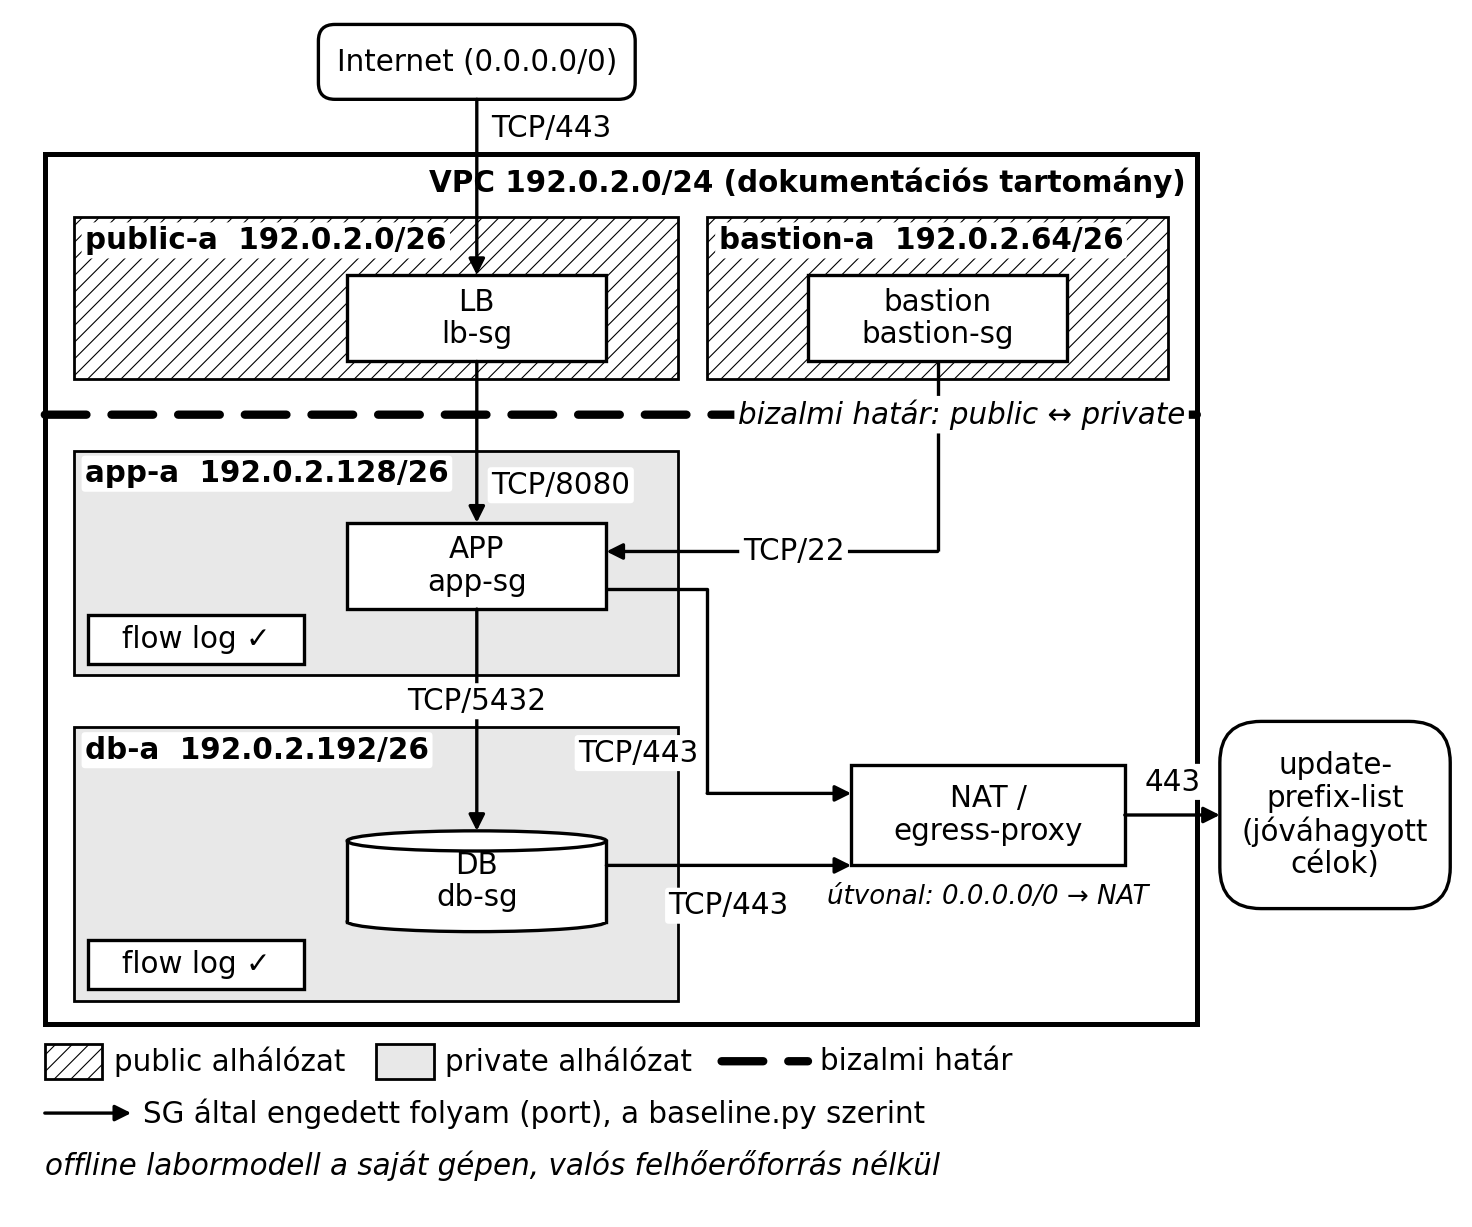 Internet (0.0.0.0/0)
TCP/443
VPC 192.0.2.0/24 (dokumentációs tartomány)
public-a 192.0.2.0/26
bastion-a 192.0.2.64/26
LB
lb-sg
bastion
bastion-sg
bizalmi határ: public ↔ private
app-a 192.0.2.128/26
TCP/8080
APP
app-sg
TCP/22
flow log ✓
TCP/5432
db-a 192.0.2.192/26
TCP/443
NAT /
egress-proxy
443
update-
prefix-list
(jóváhagyott
célok)
DB
db-sg
TCP/443
útvonal: 0.0.0.0/0 → NAT
flow log ✓
public alhálózat
private alhálózat
bizalmi határ
SG által engedett folyam (port), a baseline.py szerint
offline labormodell a saját gépen, valós felhőerőforrás nélkül